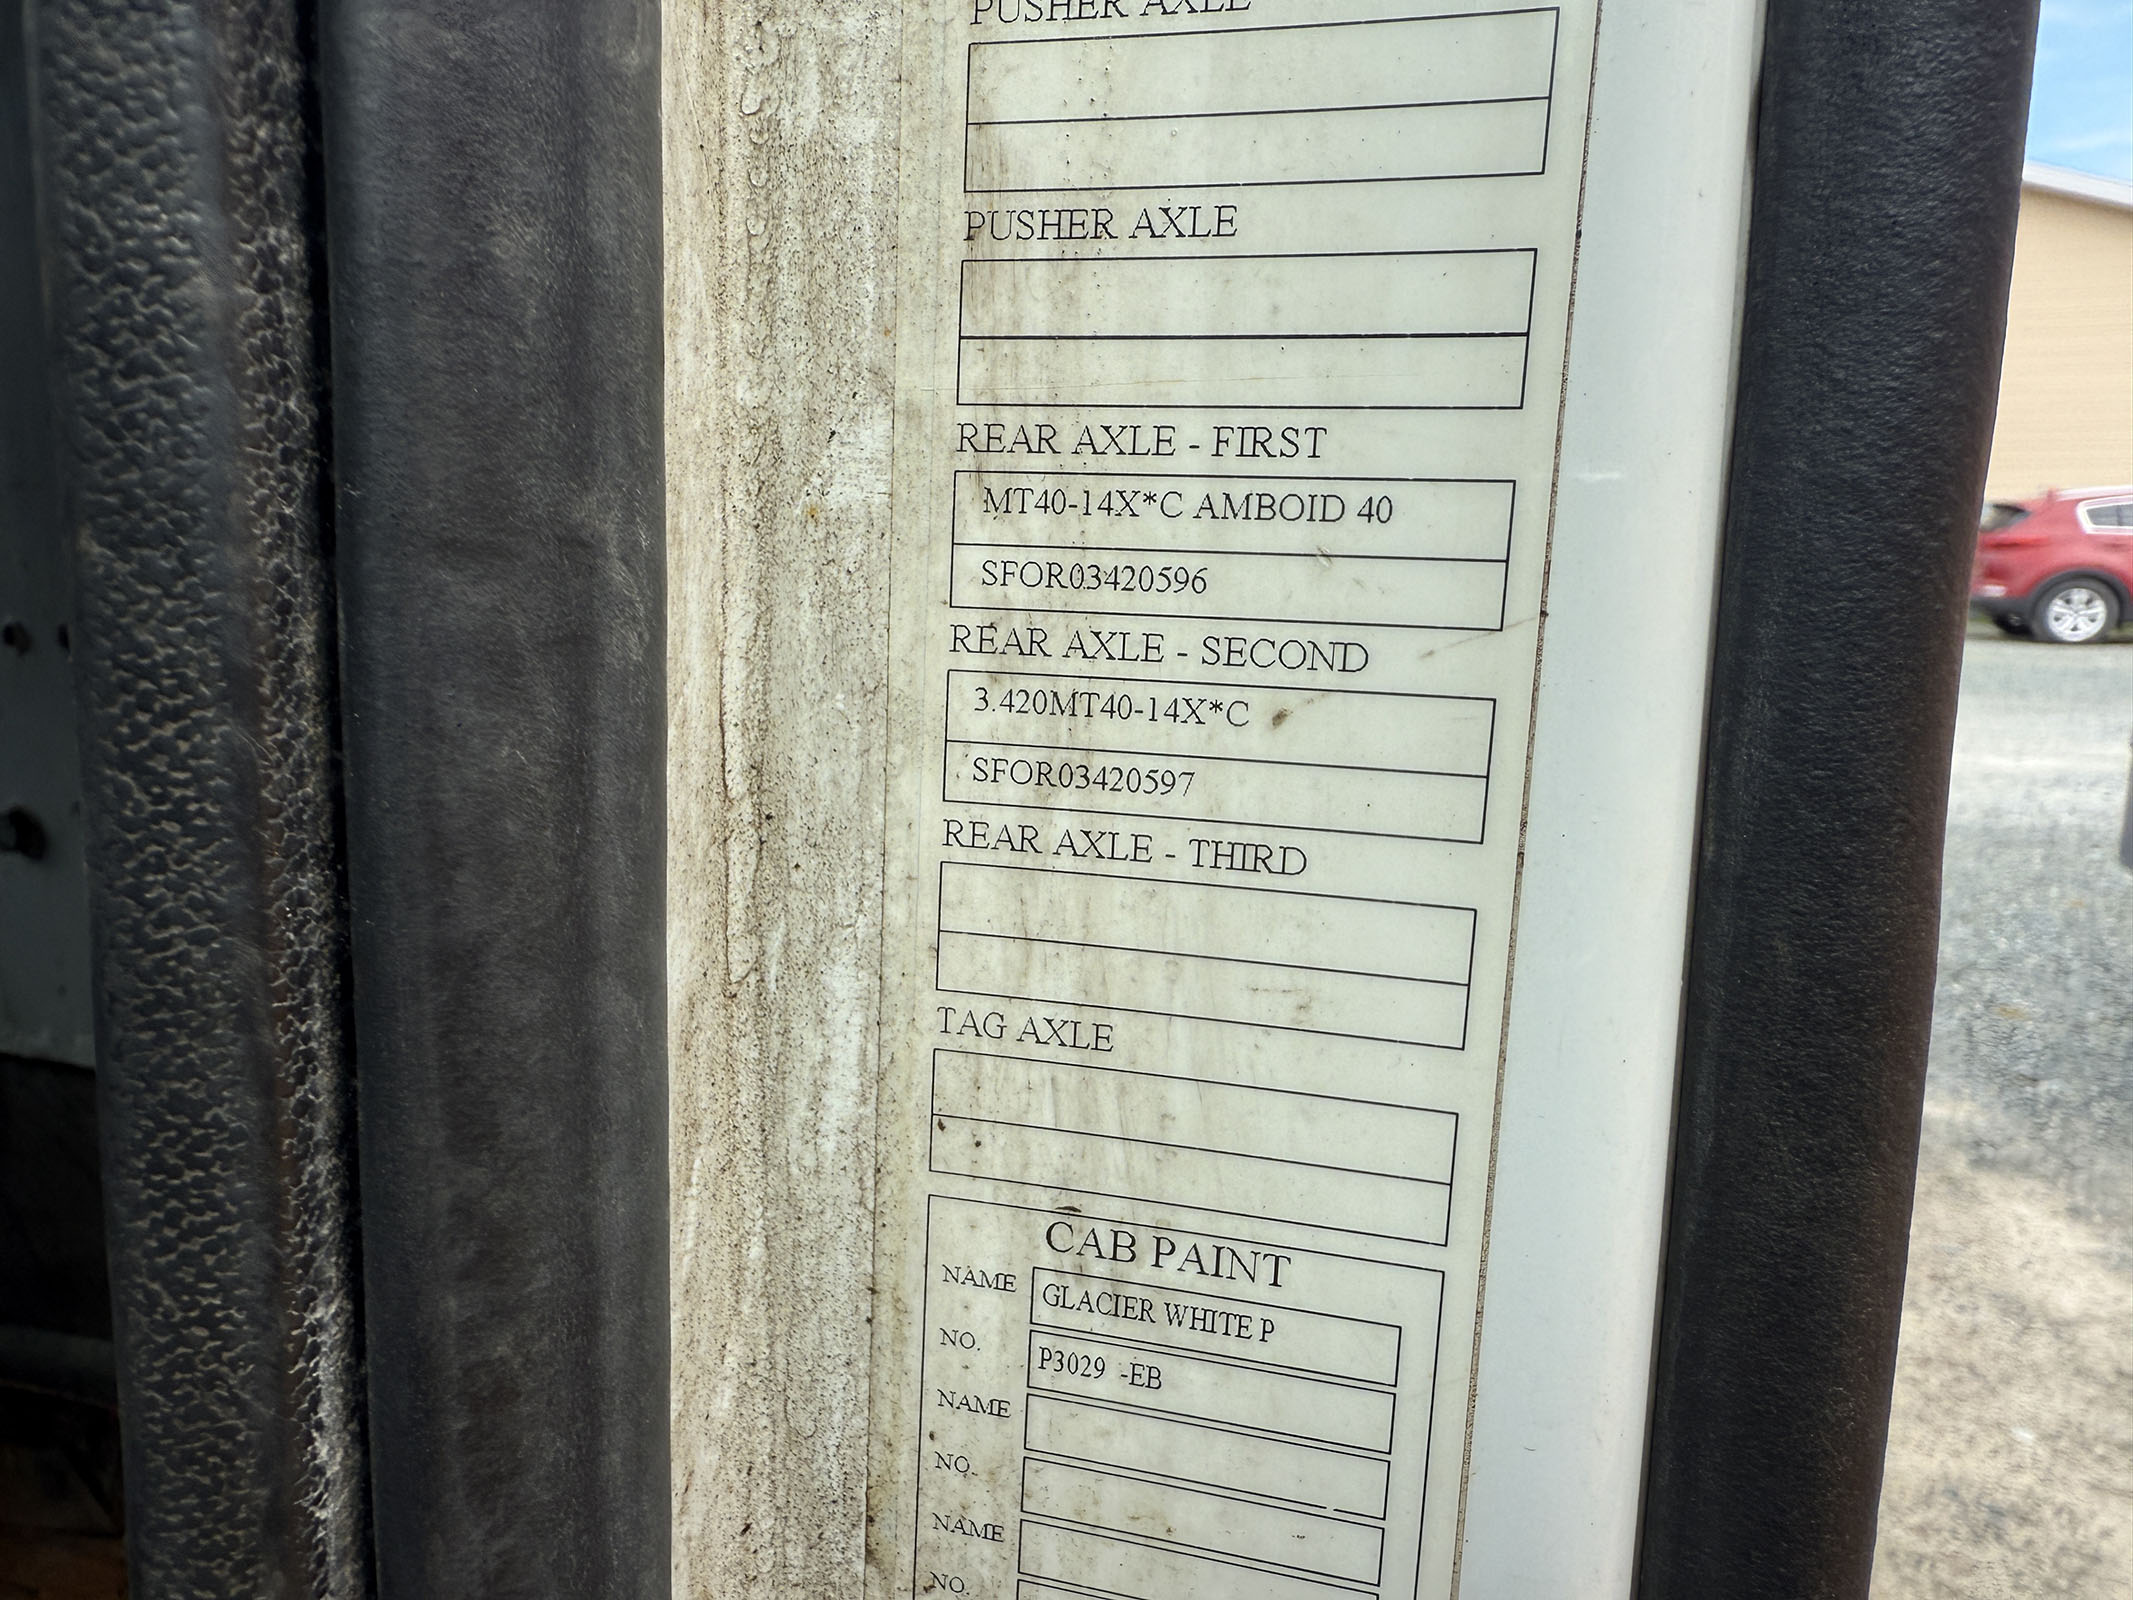 PUSHER AXLE
PUSHER AXLE
REAR AXLE - FIRST
MT40-14X*C AMBOID 40
SFOR03420596
REAR AXLE - SECOND
3.420MT40-14X*C
SFOR03420597
REAR AXLE - THIRD
TAG AXLE
CAB PAINT
NAME GLACIER WHITE P
NO. P3029 -EB
NAME
NO.
NAME
NO.